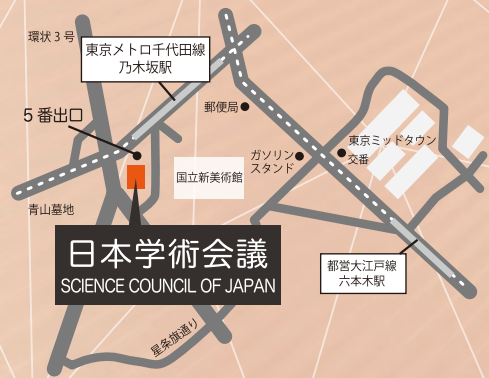 環状3号
東京メトロ千代田線
乃木坂駅
5番出口
郵便局
ガソリン
スタンド
東京ミッドタウン
交番
国立新美術館
青山墓地
日本学術会議
SCIENCE COUNCIL OF JAPAN
都営大江戸線
六本木駅
星条旗通り